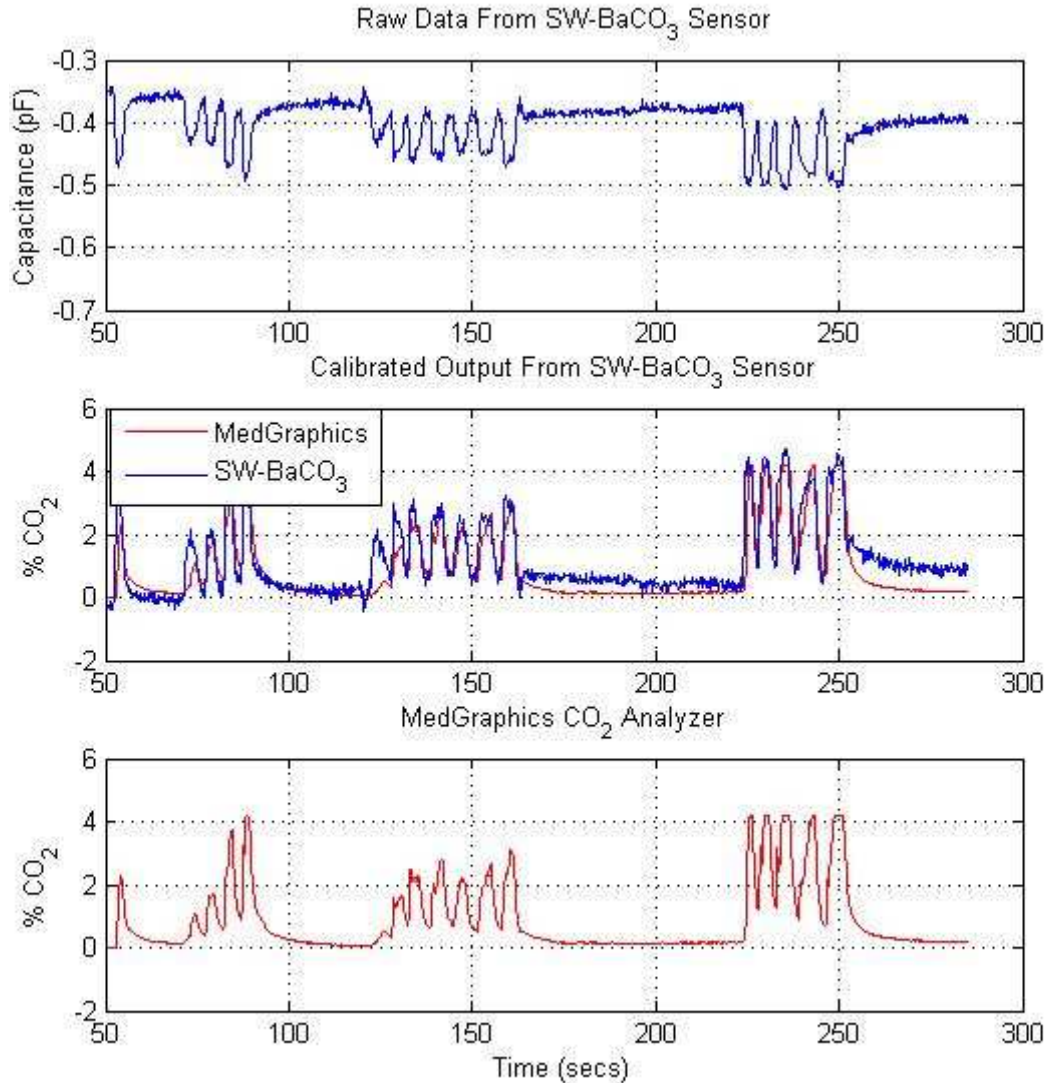 Raw Data From SW-BaCO3 Sensor
Capacitance (pF)
-0.3
-0.4
-0.5
-0.6
-0.7
50 100 150 200 250 300
Calibrated Output From SW-BaCO3 Sensor
% CO2
6
4
2
0
-2
MedGraphics
SW-BaCO3
50 100 150 200 250 300
MedGraphics CO2 Analyzer
% CO2
6
4
2
0
-2
50 100 150 200 250 300
Time (secs)